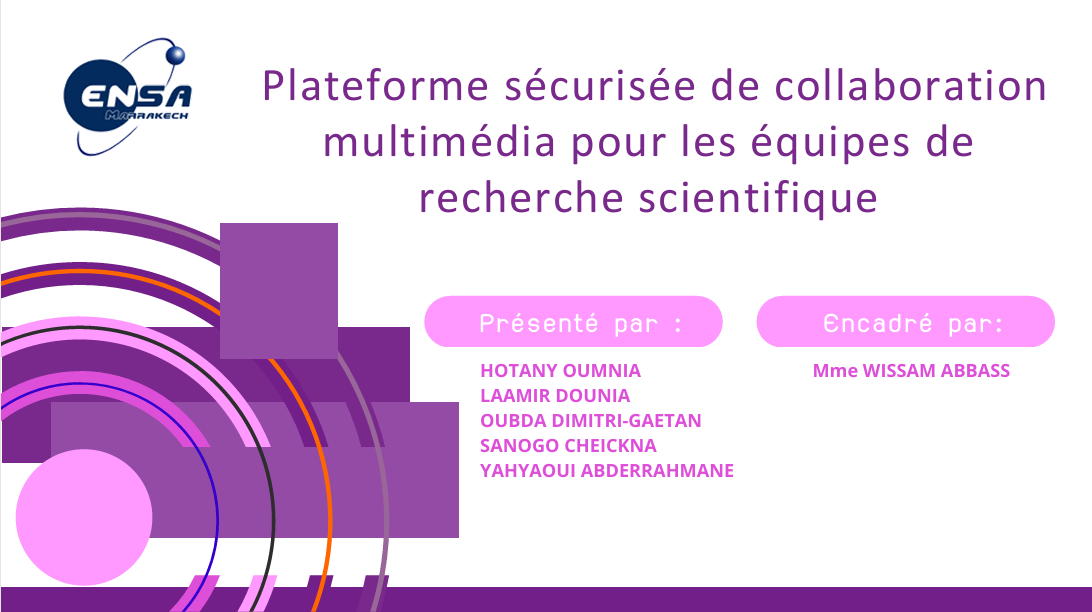 ENSA
MARRAKECH
Plateforme sécurisée de collaboration
multimédia pour les équipes de
recherche scientifique
Présenté par :
HOTANY OUMNIA
LAAMIR DOUNIA
OUBDA DIMITRI-GAETAN
SANOGO CHEICKNA
YAHYAOUI ABDERRAHMANE
Encadré par:
Mme WISSAM ABBASS